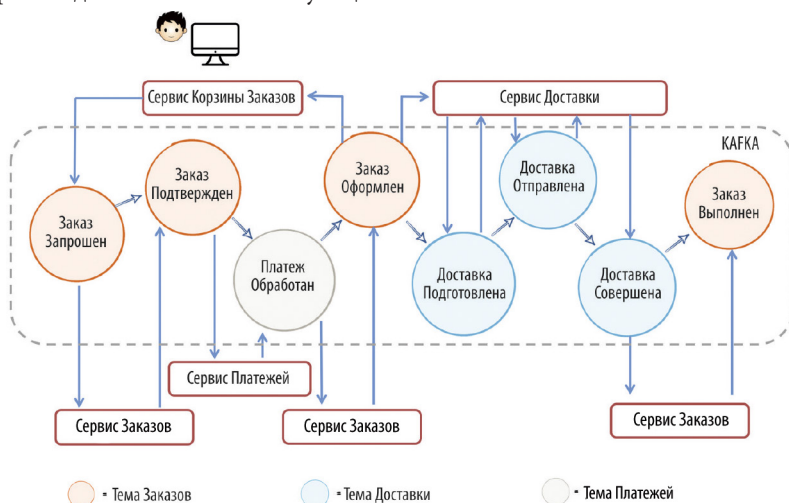 Сервис Корзины Заказов
Сервис Доставки
KAFKA
Заказ
Запрошен
Заказ
Подтвержден
Платеж
Обработан
Заказ
Оформлен
Доставка
Подготовлена
Доставка
Отправлена
Доставка
Совершена
Заказ
Выполнен
Сервис Платежей
Сервис Заказов
Сервис Заказов
Сервис Заказов
= Тема Заказов
= Тема Доставки
= Тема Платежей